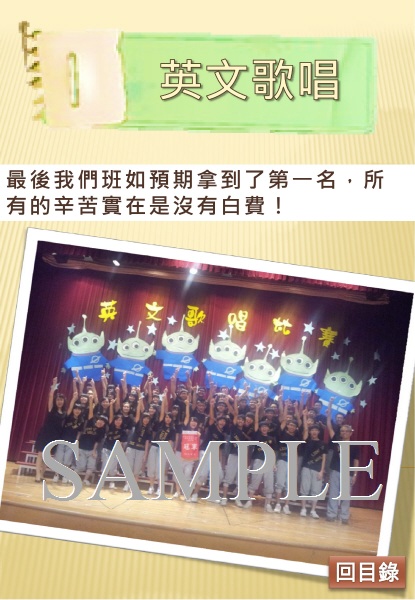 英文歌唱
最後我們班如預期拿到了第一名，所
有的辛苦實在是沒有白費！
英文歌唱比賽
SAMPLE
回目錄